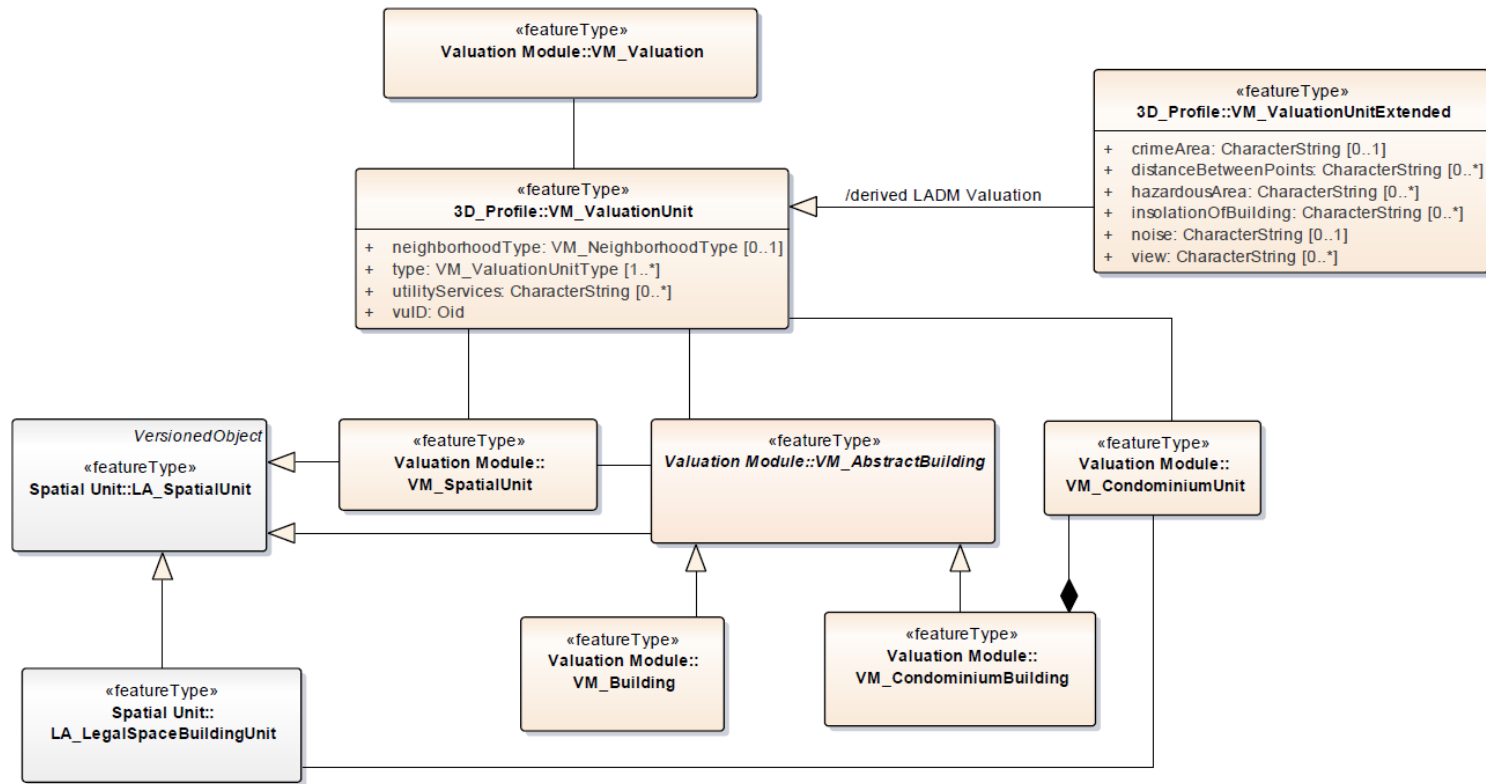 «featureType»
Valuation Module::VM_Valuation
«featureType»
3D_Profile::VM_ValuationUnitExtended
+ crimeArea: CharacterString [0..1]
+ distanceBetweenPoints: CharacterString [0..*]
+ hazardousArea: CharacterString [0..*]
+ insolationOfBuilding: CharacterString [0..*]
+ noise: CharacterString [0..1]
+ view: CharacterString [0..*]
«featureType»
3D_Profile::VM_ValuationUnit
+ neighborhoodType: VM_NeighborhoodType [0..1]
+ type: VM_ValuationUnitType [1..*]
+ utilityServices: CharacterString [0..*]
+ vuID: Oid
/derived LADM Valuation
VersionedObject
«featureType»
Spatial Unit::LA_SpatialUnit
«featureType»
Valuation Module::
VM_SpatialUnit
«featureType»
Valuation Module::VM_AbstractBuilding
«featureType»
Valuation Module::
VM_CondominiumUnit
«featureType»
Valuation Module::
VM_Building
«featureType»
Valuation Module::
VM_CondominiumBuilding
«featureType»
Spatial Unit::
LA_LegalSpaceBuildingUnit